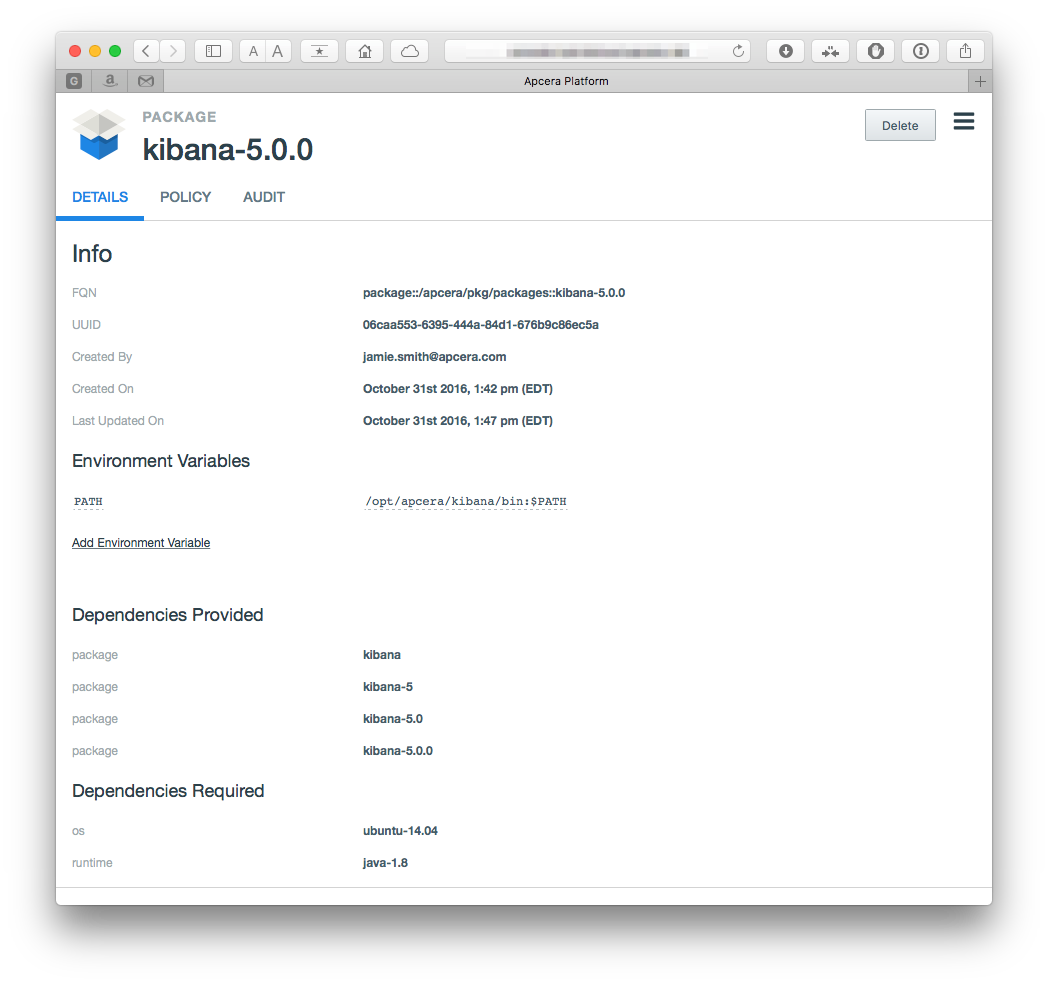 A A
G a
Apcera Platform
PACKAGE
kibana-5.0.0
Delete
DETAILS POLICY AUDIT
Info
FQN package::/apcera/pkg/packages::kibana-5.0.0
UUID 06caa553-6395-444a-84d1-676b9c86ec5a
Created By jamie.smith@apcera.com
Created On October 31st 2016, 1:42 pm (EDT)
Last Updated On October 31st 2016, 1:47 pm (EDT)
Environment Variables
PATH /opt/apcera/kibana/bin:$PATH
Add Environment Variable
Dependencies Provided
package kibana
package kibana-5
package kibana-5.0
package kibana-5.0.0
Dependencies Required
os ubuntu-14.04
runtime java-1.8